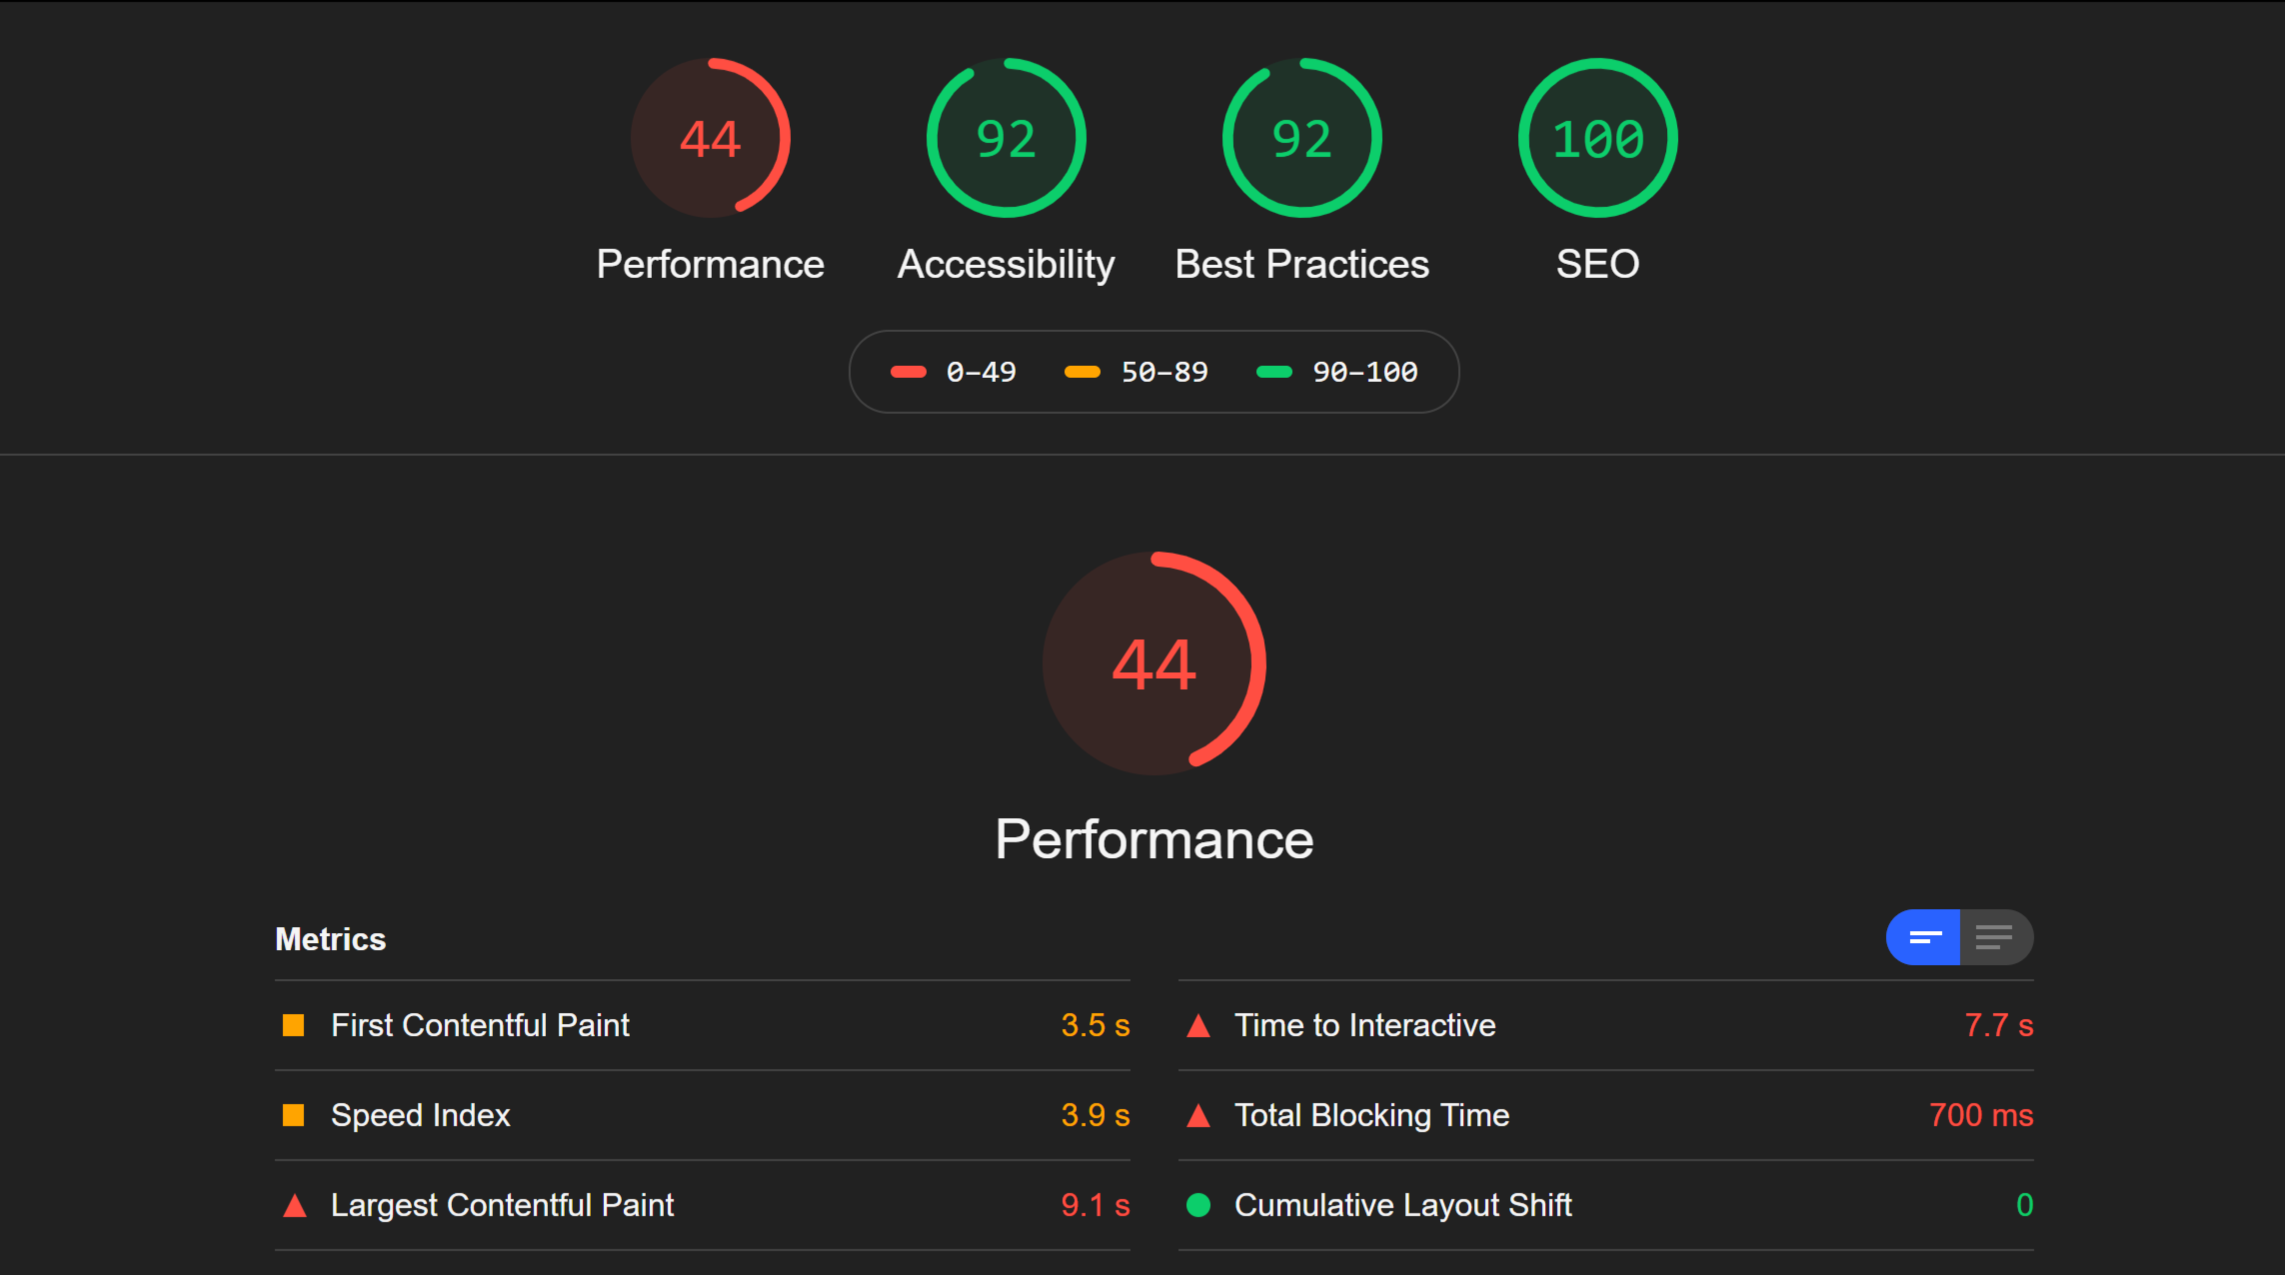 44 92 92 100
Performance Accessibility Best Practices SEO
0–49 50–89 90–100
44
Performance
Metrics
First Contentful Paint 3.5 s
Time to Interactive 7.7 s
Speed Index 3.9 s
Total Blocking Time 700 ms
Largest Contentful Paint 9.1 s
Cumulative Layout Shift 0